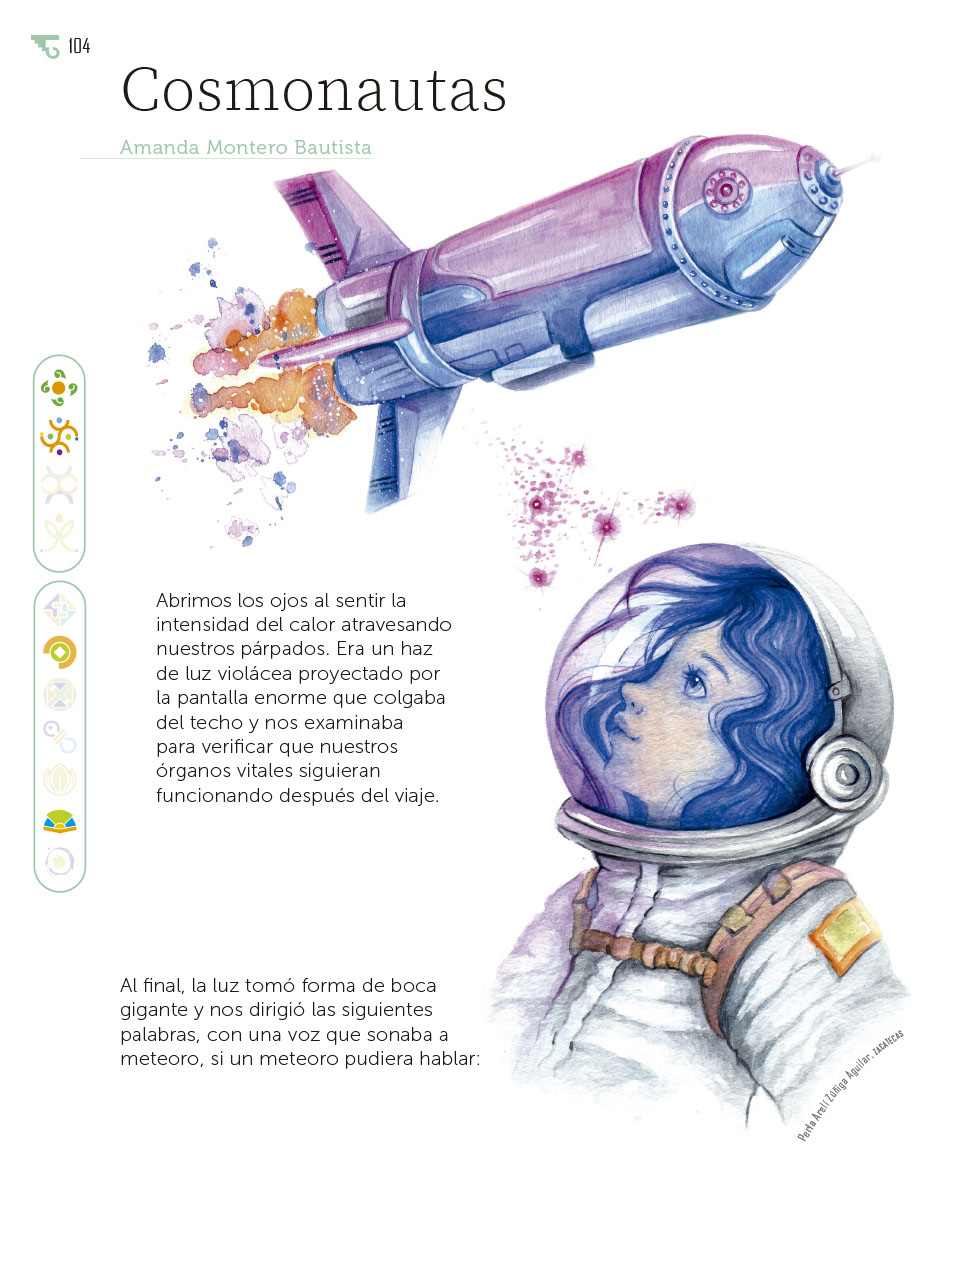 104
Cosmonautas
Amanda Montero Bautista
Abrimos los ojos al sentir la
intensidad del calor atravesando
nuestros párpados. Era un haz
de luz violácea proyectado por
la pantalla enorme que colgaba
del techo y nos examinaba
para verificar que nuestros
órganos vitales siguieran
funcionando después del viaje.
Al final, la luz tomó forma de boca
gigante y nos dirigió las siguientes
palabras, con una voz que sonaba a
meteoro, si un meteoro pudiera hablar:
Perla Arelí Zúñiga Aguilar. ZACATECAS